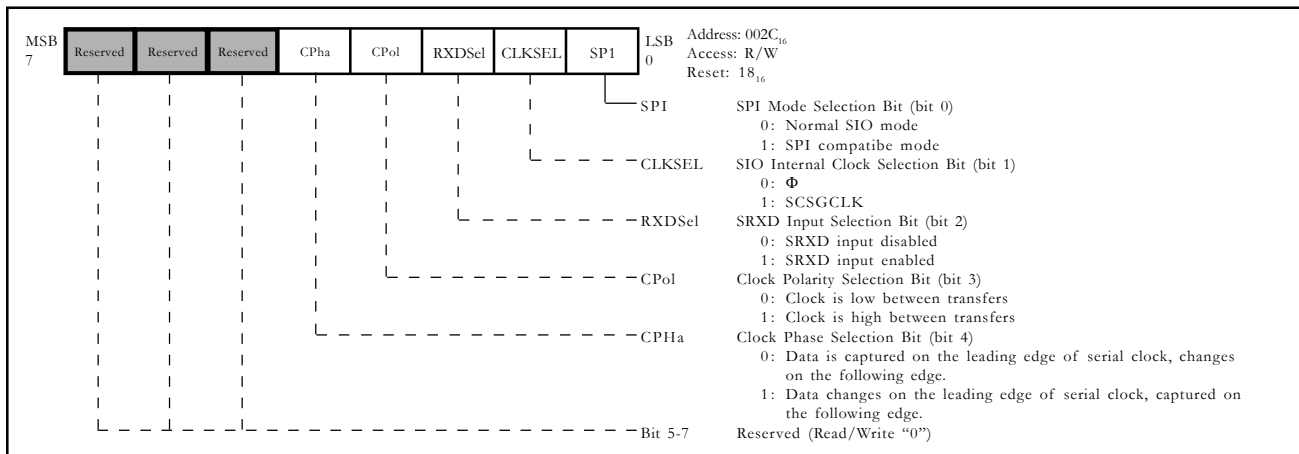 MSB
7
Reserved Reserved Reserved CPha CPol RXDSel CLKSEL SP1
LSB
0
Address: 002C₁₆
Access: R/W
Reset: 18₁₆
SPI SPI Mode Selection Bit (bit 0)
0: Normal SIO mode
1: SPI compatibe mode
CLKSEL SIO Internal Clock Selection Bit (bit 1)
0: Φ
1: SCSGCLK
RXDSel SRXD Input Selection Bit (bit 2)
0: SRXD input disabled
1: SRXD input enabled
CPol Clock Polarity Selection Bit (bit 3)
0: Clock is low between transfers
1: Clock is high between transfers
CPHa Clock Phase Selection Bit (bit 4)
0: Data is captured on the leading edge of serial clock, changes
on the following edge.
1: Data changes on the leading edge of serial clock, captured on
the following edge.
Bit 5-7 Reserved (Read/Write “0”)